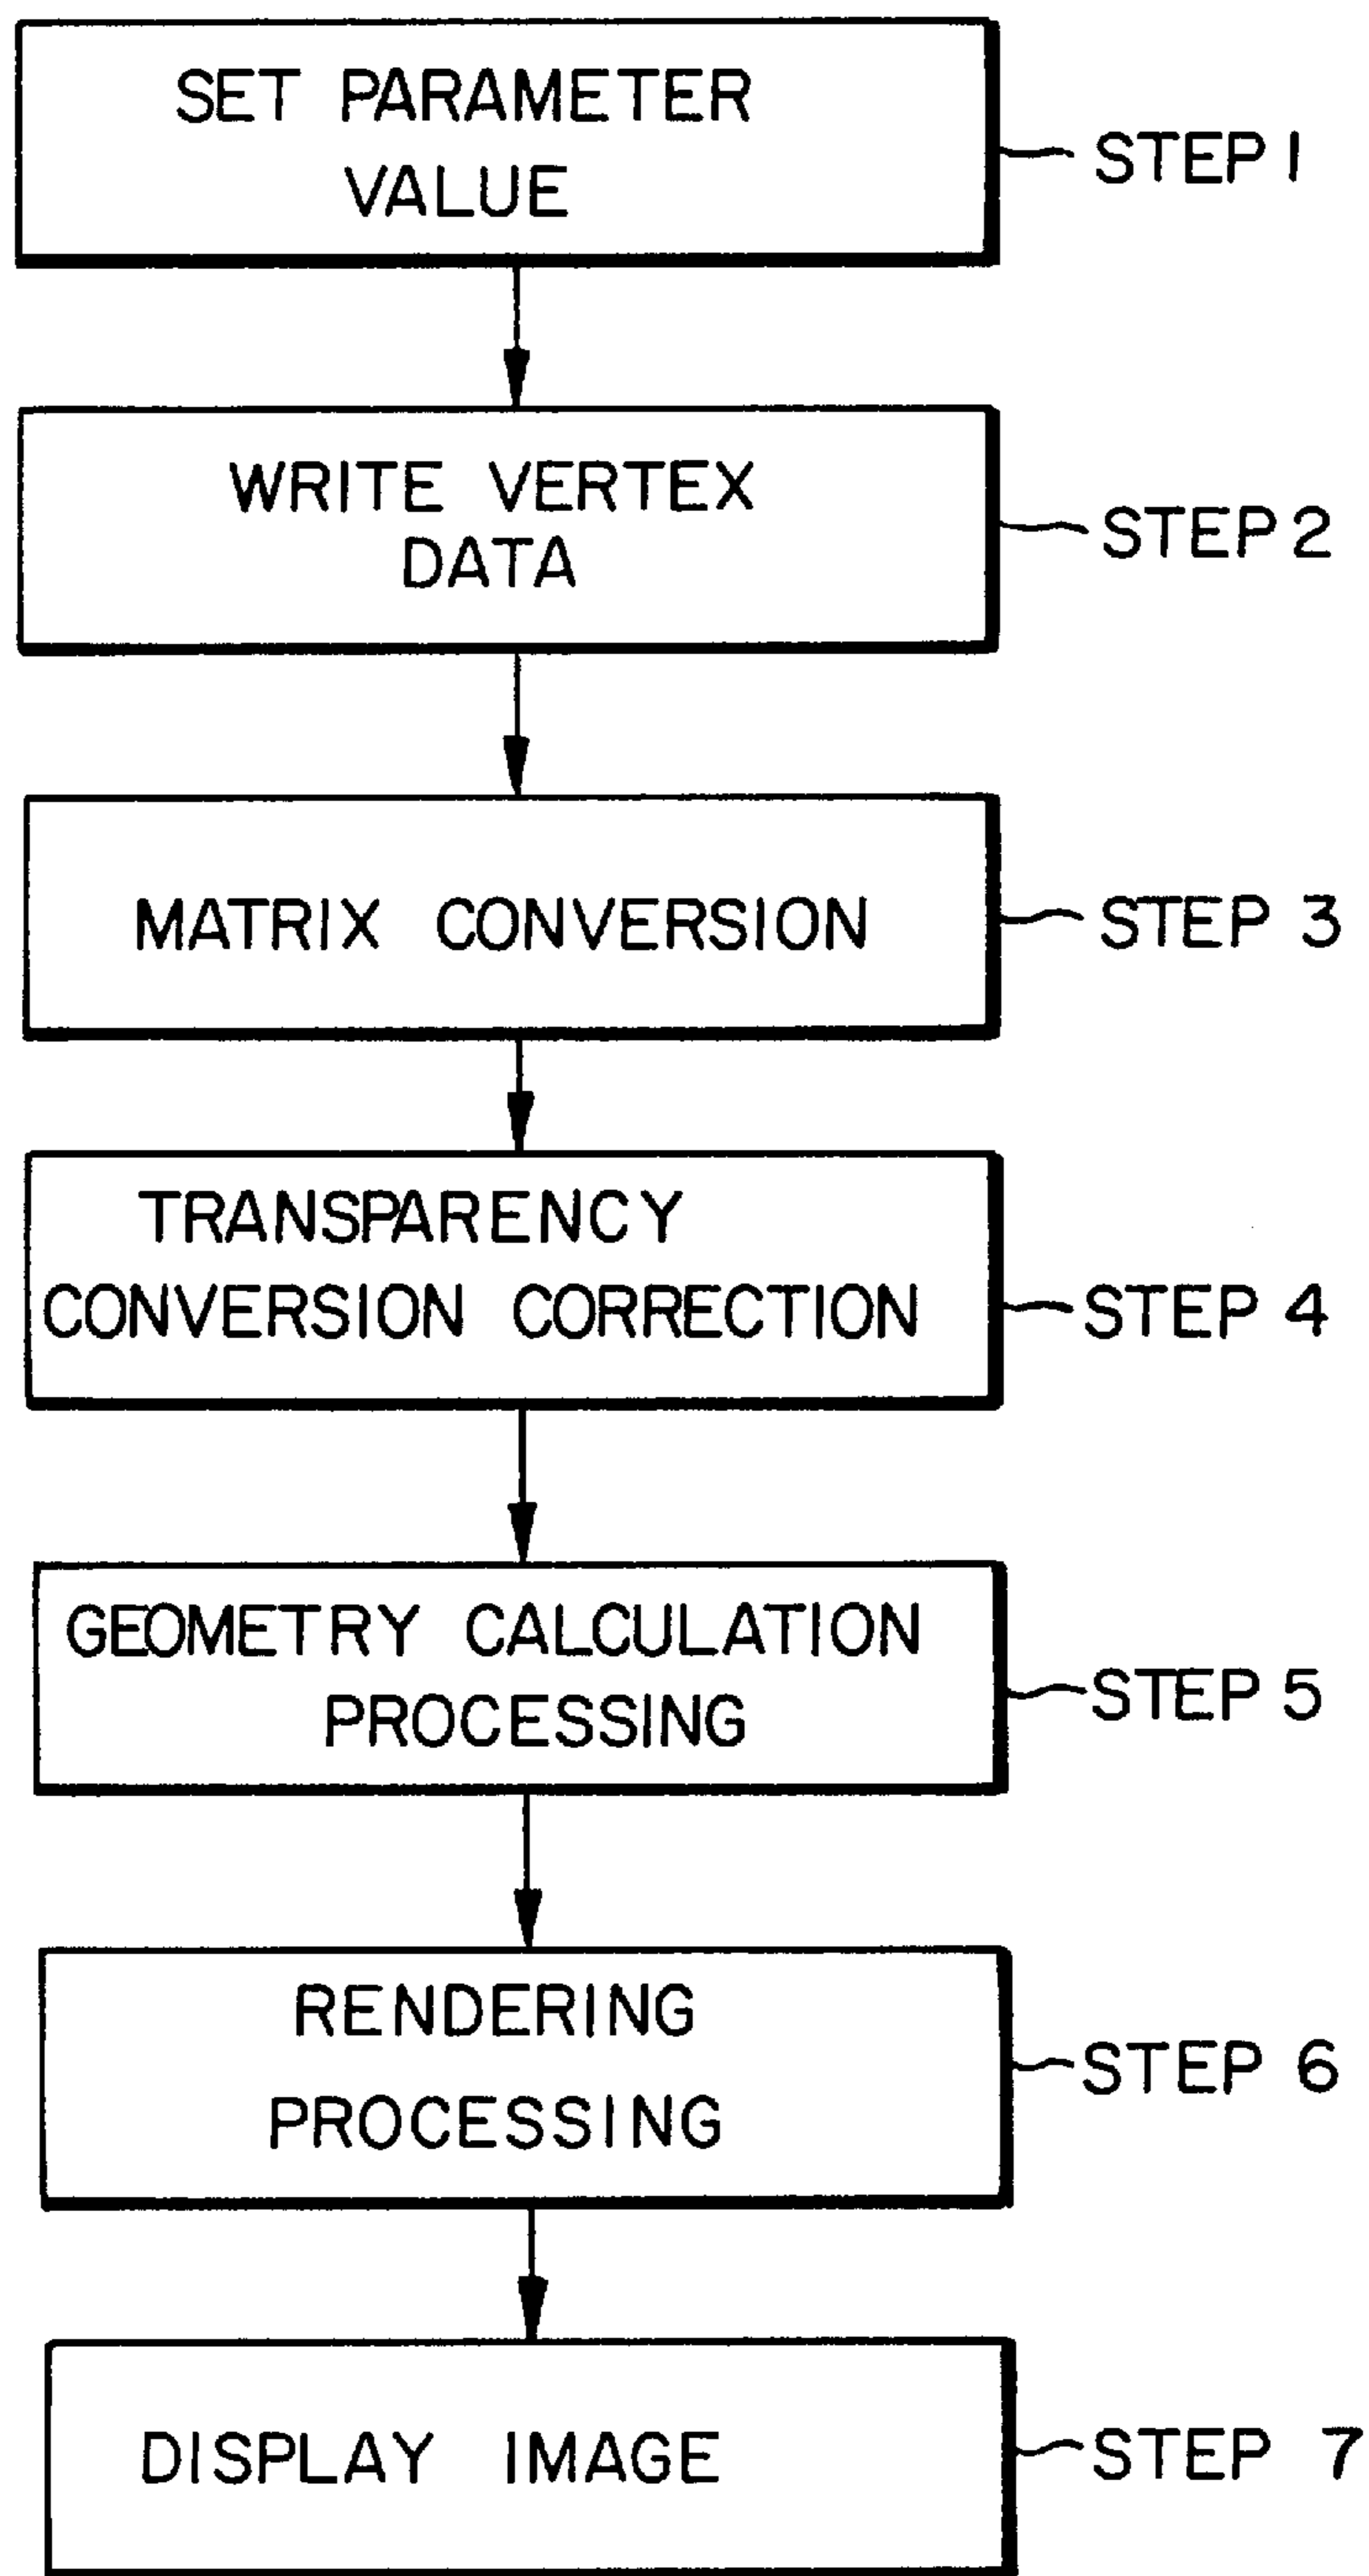 SET PARAMETER
VALUE
STEP 1
WRITE VERTEX
DATA
STEP 2
MATRIX CONVERSION
STEP 3
TRANSPARENCY
CONVERSION CORRECTION
STEP 4
GEOMETRY CALCULATION
PROCESSING
STEP 5
RENDERING
PROCESSING
STEP 6
DISPLAY IMAGE
STEP 7